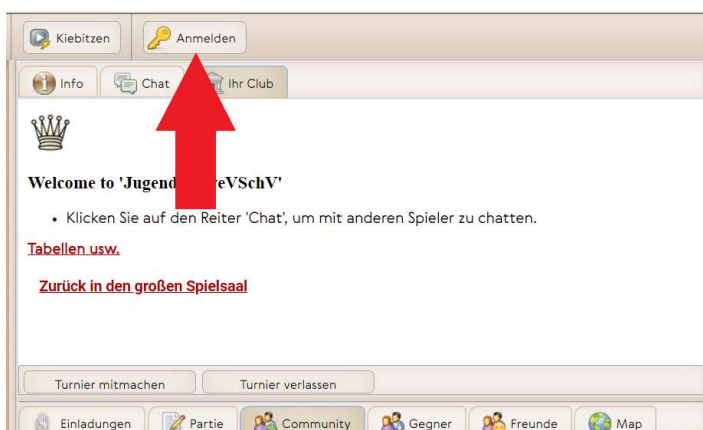 Kiebitzen Anmelden
Info Chat Ihr Club
Welcome to 'Jugend eVSchV'
Klicken Sie auf den Reiter 'Chat', um mit anderen Spieler zu chatten.
Tabellen usw.
Zurück in den großen Spielsaal
Turnier mitmachen Turnier verlassen
Einladungen Partie Community Gegner Freunde Map